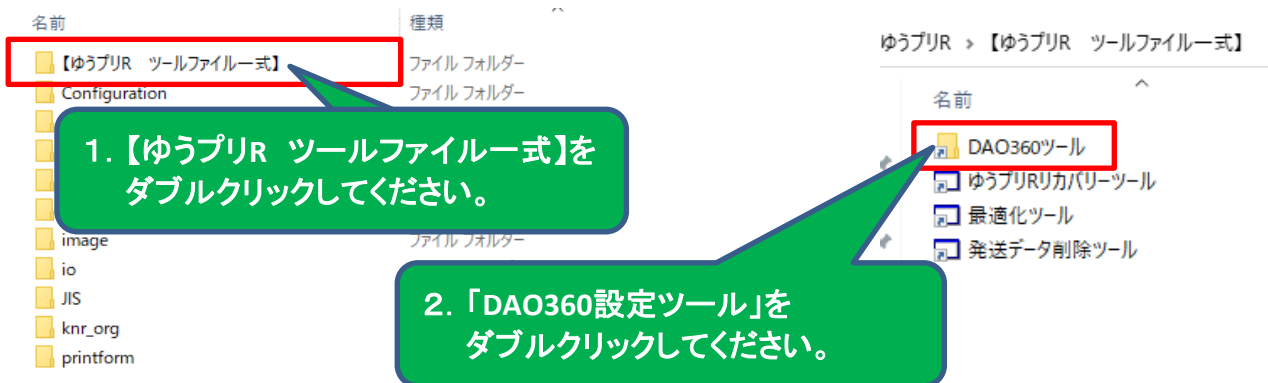 名前
種類
【ゆうプリR　ツールファイル一式】
ファイル フォルダー
Configuration
ファイル フォルダー
１．【ゆうプリR　ツールファイル一式】を
ダブルクリックしてください。
image
ファイル フォルダー
io
JIS
knr_org
printform
ゆうプリR > 【ゆうプリR　ツールファイル一式】
名前
DAO360ツール
ゆうプリRリカバリーツール
最適化ツール
発送データ削除ツール
２．「DAO360設定ツール」を
ダブルクリックしてください。